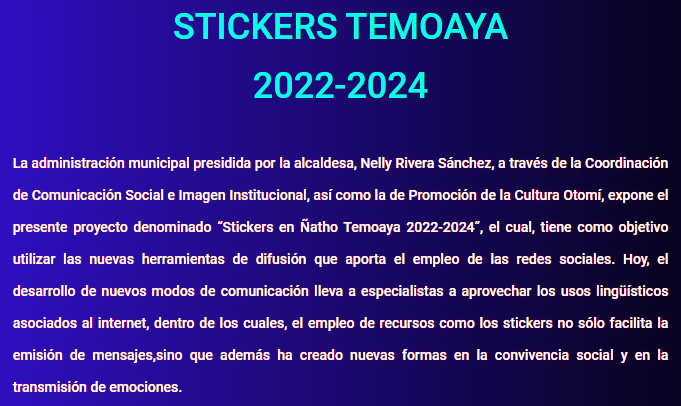 STICKERS TEMOAYA
2022-2024
La administración municipal presidida por la alcaldesa, Nelly Rivera Sánchez, a través de la Coordinación
de Comunicación Social e Imagen Institucional, así como la de Promoción de la Cultura Otomí, expone el
presente proyecto denominado “Stickers en Ñatho Temoaya 2022-2024”, el cual, tiene como objetivo
utilizar las nuevas herramientas de difusión que aporta el empleo de las redes sociales. Hoy, el
desarrollo de nuevos modos de comunicación lleva a especialistas a aprovechar los usos lingüísticos
asociados al internet, dentro de los cuales, el empleo de recursos como los stickers no sólo facilita la
emisión de mensajes,sino que además ha creado nuevas formas en la convivencia social y en la
transmisión de emociones.